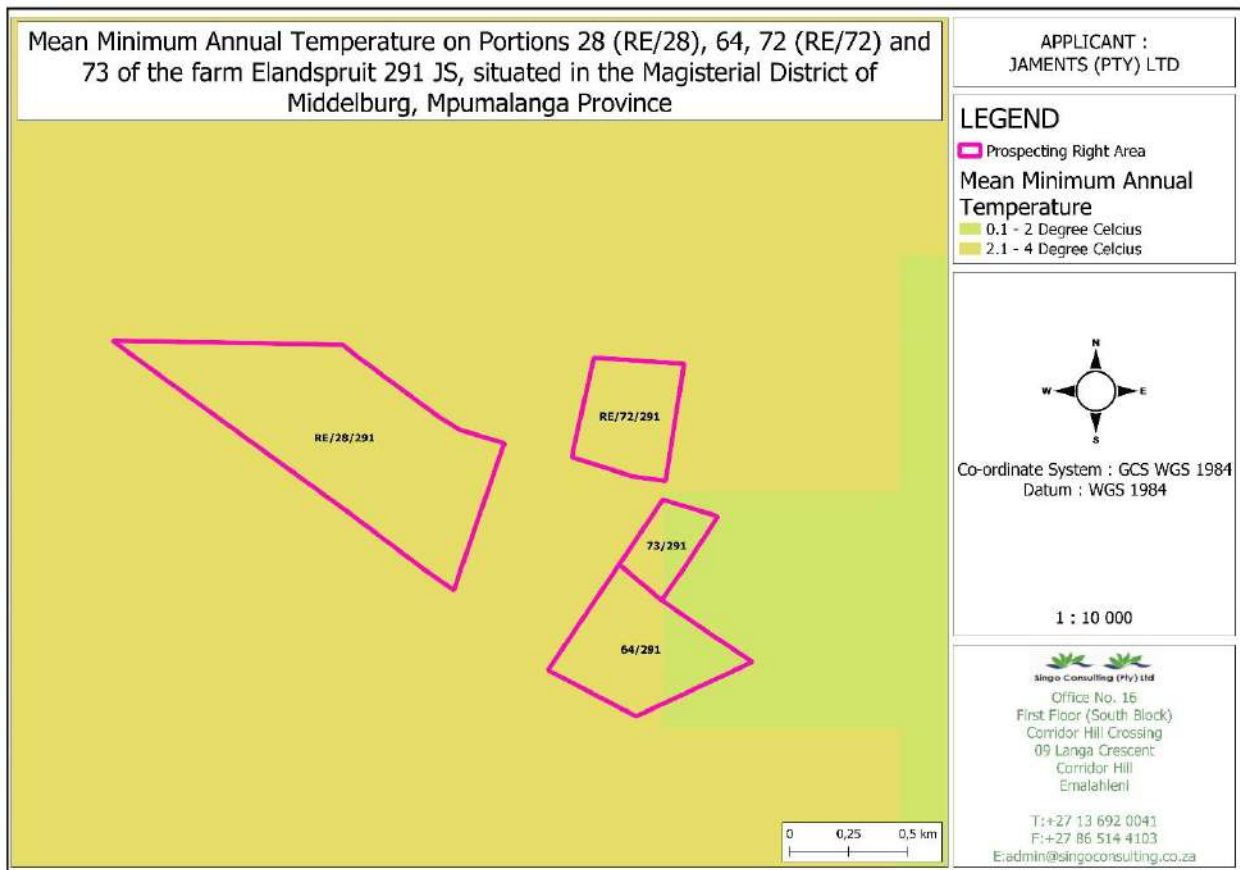 Mean Minimum Annual Temperature on Portions 28 (RE/28), 64, 72 (RE/72) and
73 of the farm Elandspruit 291 JS, situated in the Magisterial District of
Middelburg, Mpumalanga Province
APPLICANT :
JAMENTS (PTY) LTD
LEGEND
Prospecting Right Area
Mean Minimum Annual
Temperature
0.1 - 2 Degree Celcius
2.1 - 4 Degree Celcius
RE/28/291
RE/72/291
73/291
64/291
N
W E
S
Co-ordinate System : GCS WGS 1984
Datum : WGS 1984
1 : 10 000
Singo Consulting (Pty) Ltd
Office No. 16
First Floor (South Block)
Corridor Hill Crossing
09 Langa Crescent
Corridor Hill
Emalahleni
T:+27 13 692 0041
F:+27 86 514 4103
E:admin@singoconsulting.co.za
0 0,25 0,5 km